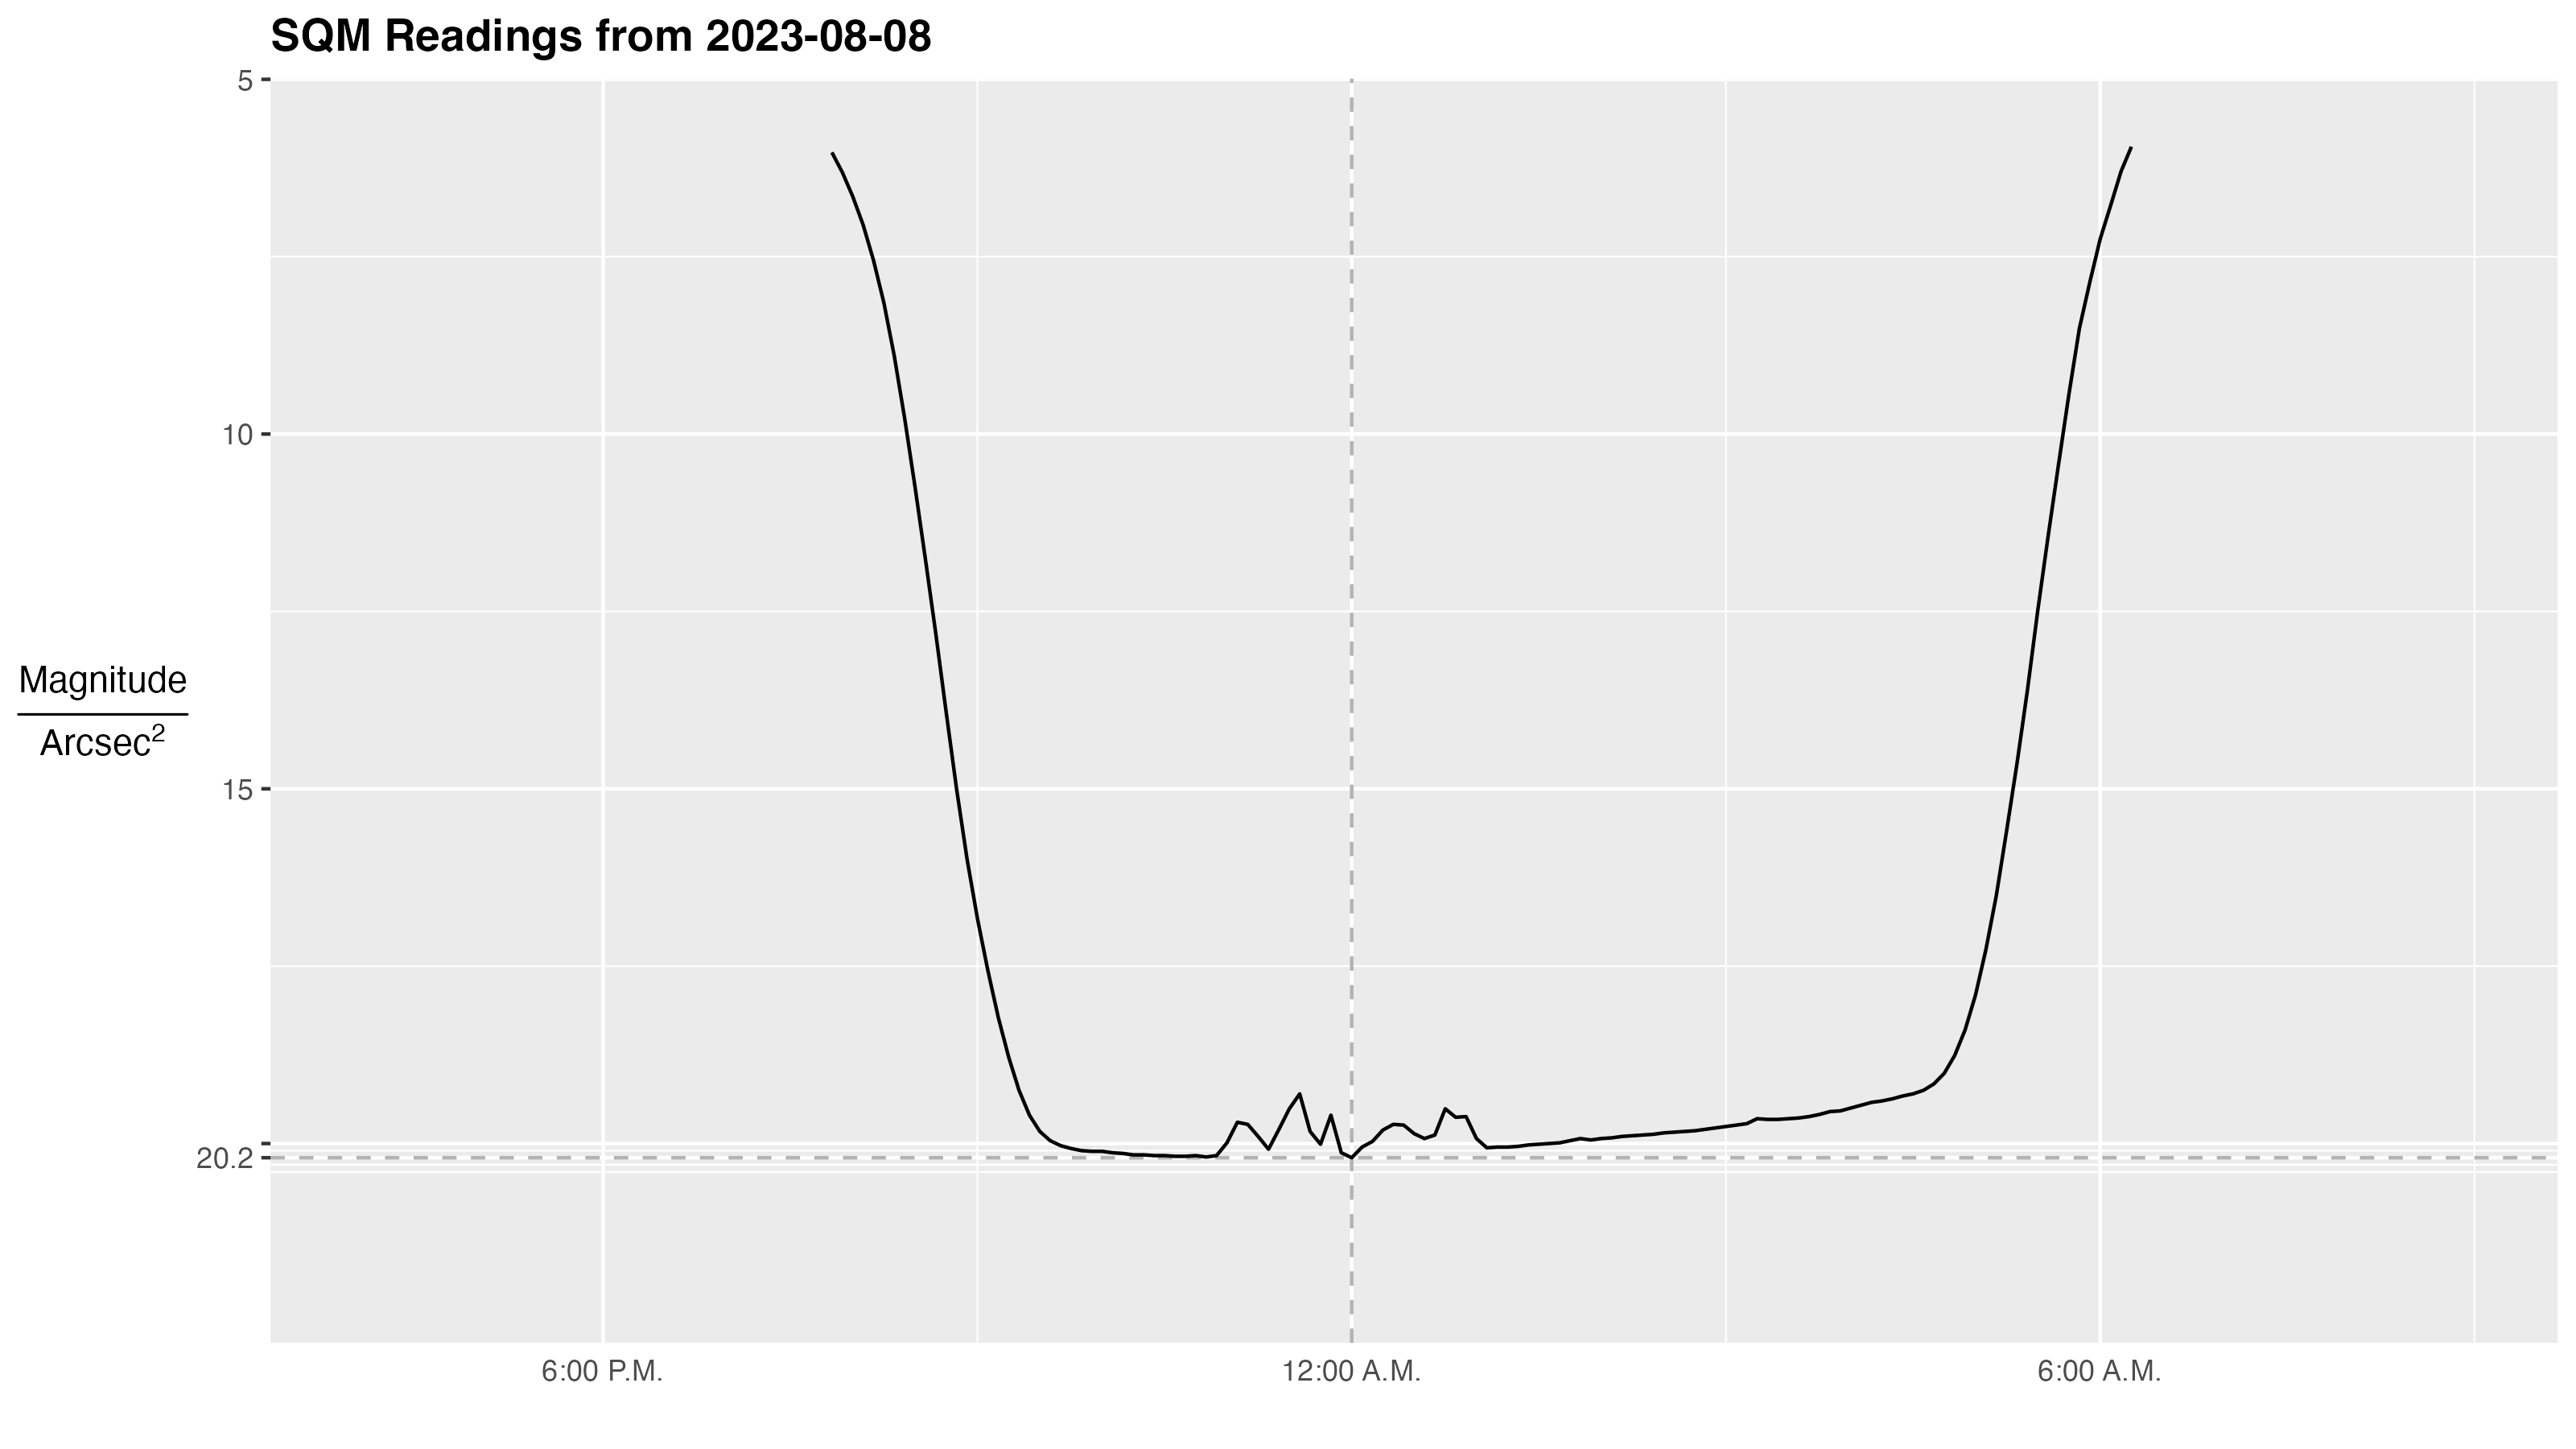 SQM Readings from 2023-08-08
5
10
15
20.2
Magnitude
Arcsec²
6:00 P.M.
12:00 A.M.
6:00 A.M.